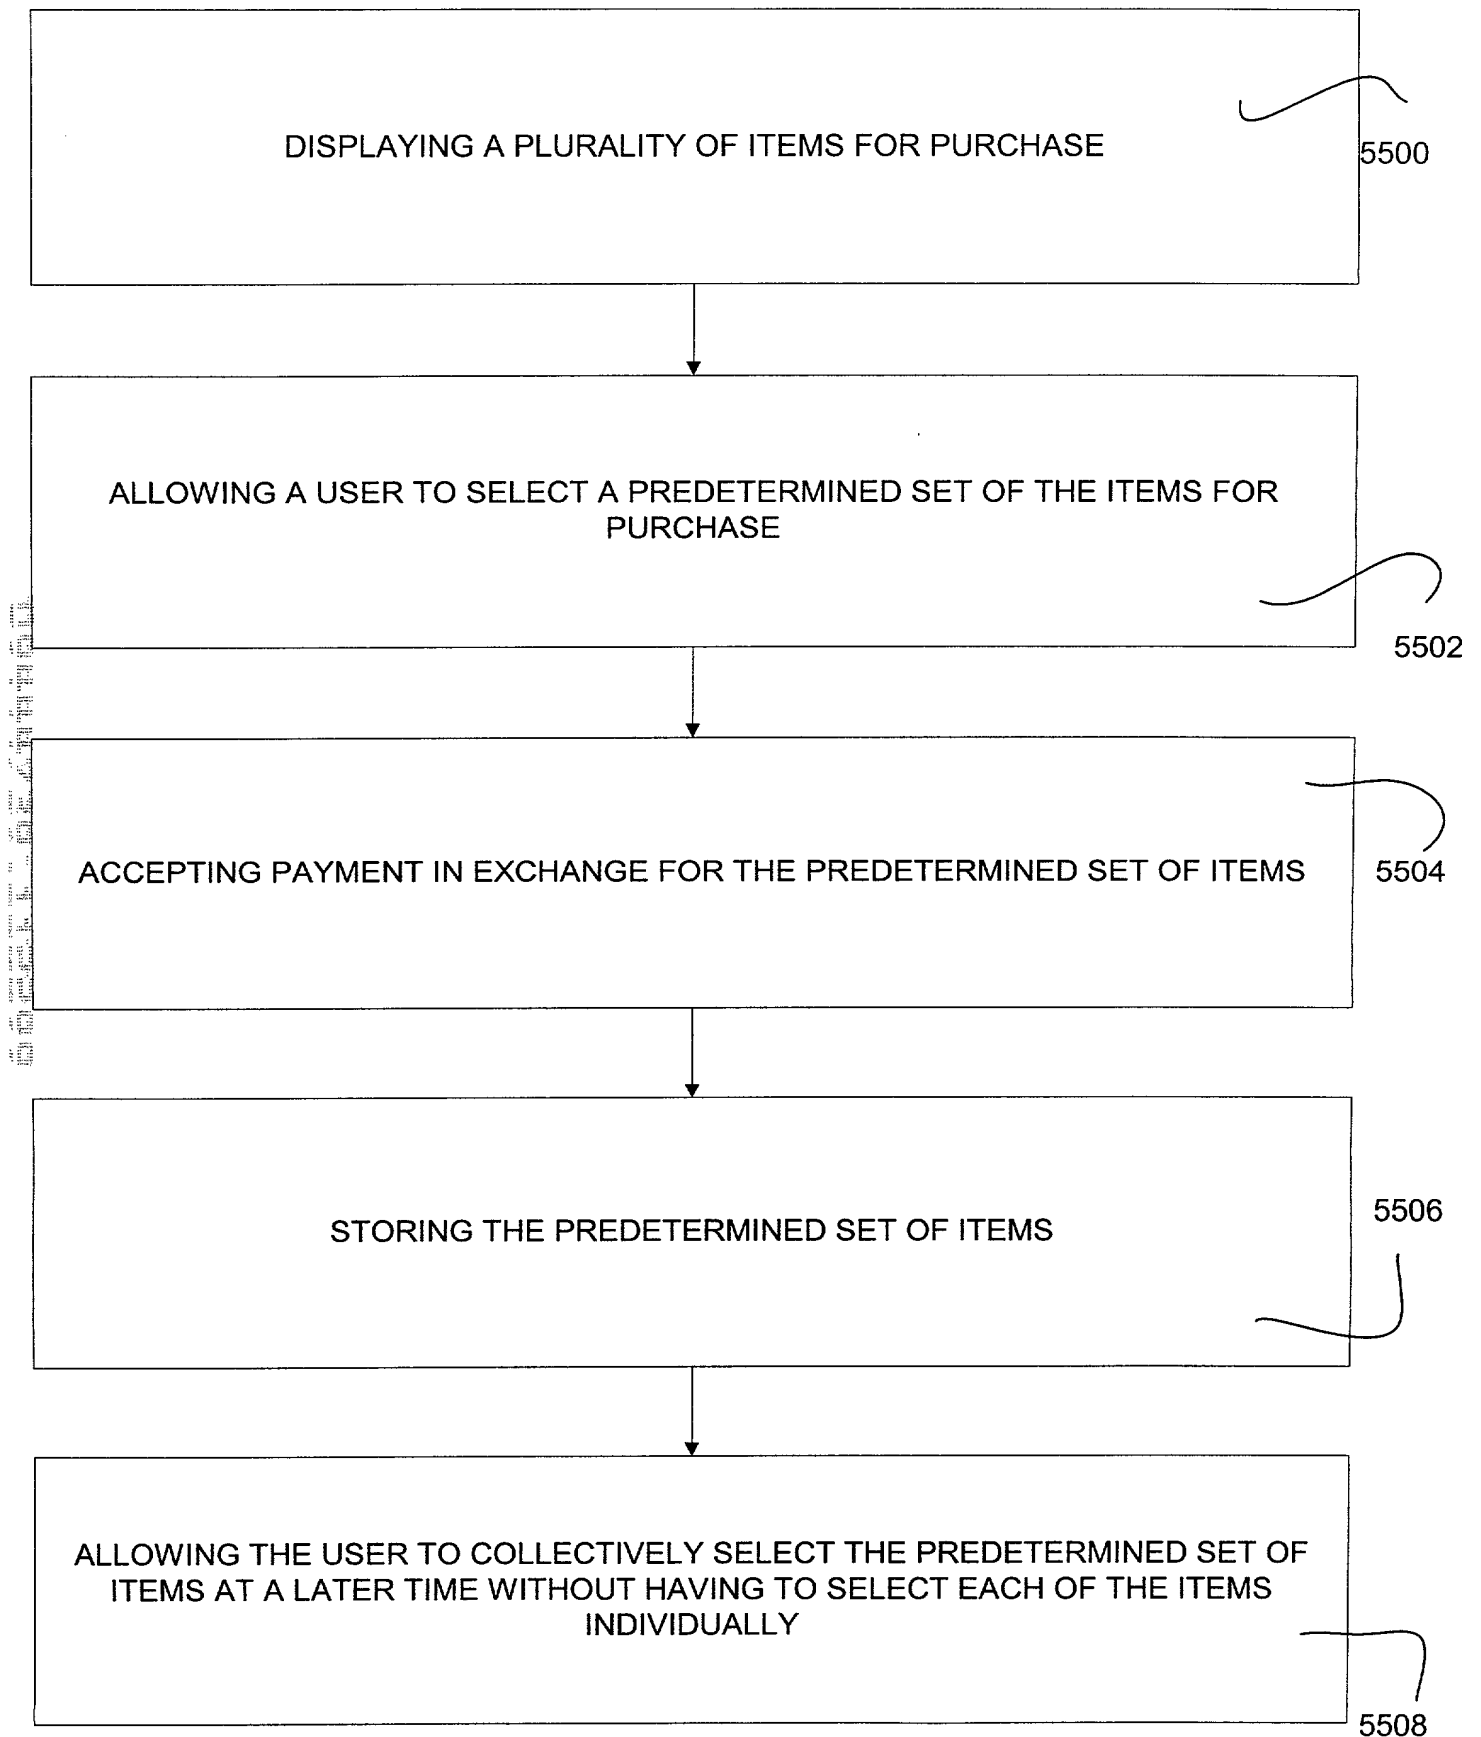 DISPLAYING A PLURALITY OF ITEMS FOR PURCHASE
5500
ALLOWING A USER TO SELECT A PREDETERMINED SET OF THE ITEMS FOR
PURCHASE
5502
ACCEPTING PAYMENT IN EXCHANGE FOR THE PREDETERMINED SET OF ITEMS
5504
STORING THE PREDETERMINED SET OF ITEMS
5506
ALLOWING THE USER TO COLLECTIVELY SELECT THE PREDETERMINED SET OF
ITEMS AT A LATER TIME WITHOUT HAVING TO SELECT EACH OF THE ITEMS
INDIVIDUALLY
5508